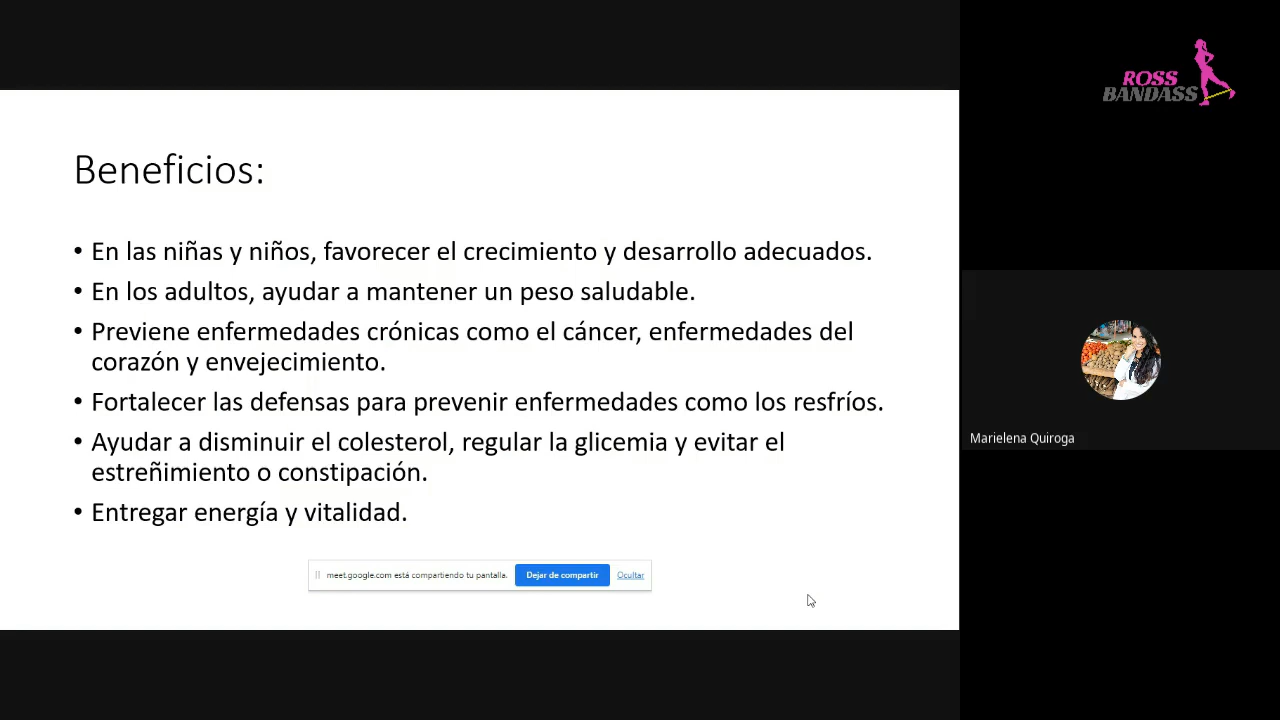 ROSS
BANDASS
Beneficios:
• En las niñas y niños, favorecer el crecimiento y desarrollo adecuados.
• En los adultos, ayudar a mantener un peso saludable.
• Previene enfermedades crónicas como el cáncer, enfermedades del
corazón y envejecimiento.
• Fortalecer las defensas para prevenir enfermedades como los resfríos.
• Ayudar a disminuir el colesterol, regular la glicemia y evitar el
estreñimiento o constipación.
• Entregar energía y vitalidad.
meet.google.com está compartiendo tu pantalla. Dejar de compartir Ocultar
Marielena Quiroga